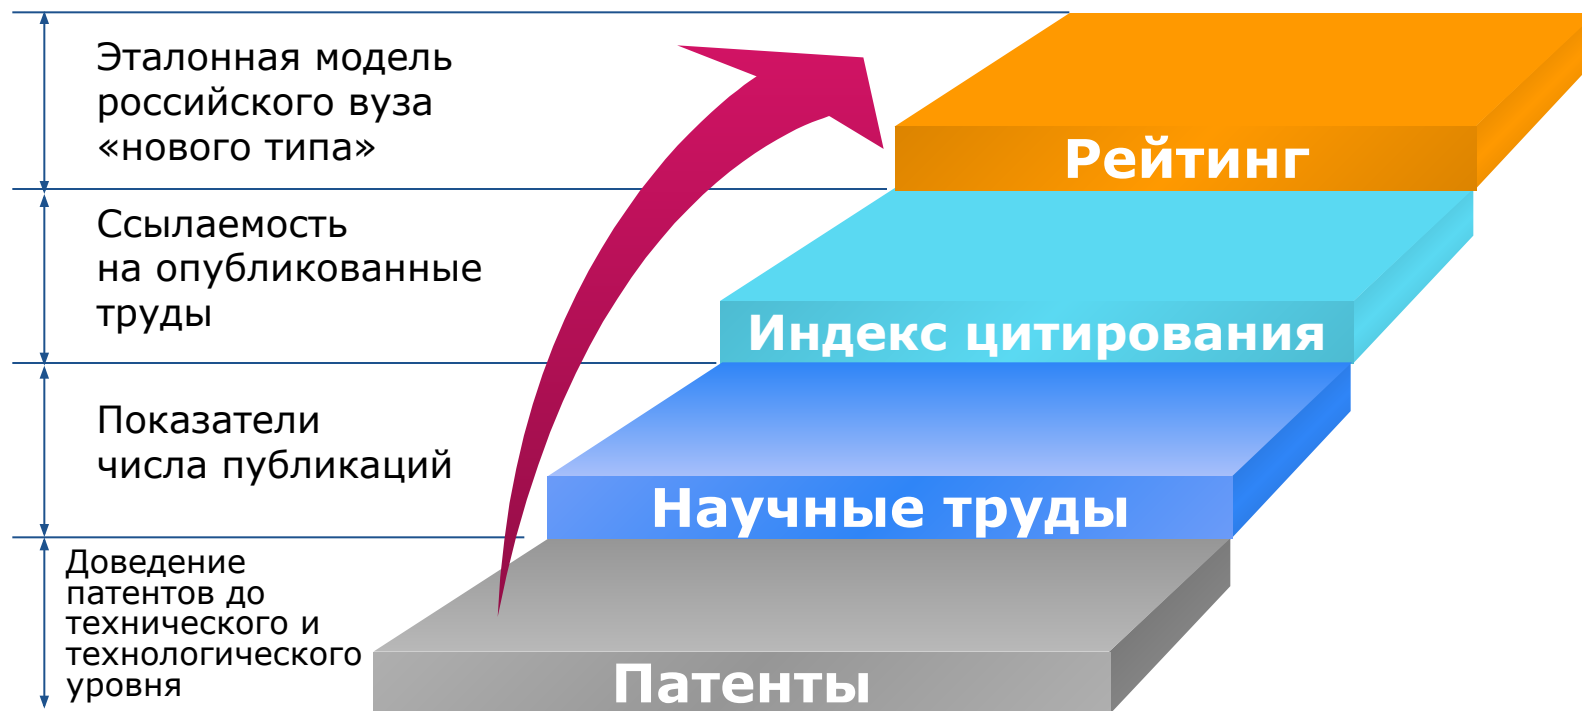 Эталонная модель
российского вуза
«нового типа»
Рейтинг
Ссылаемость
на опубликованные
труды
Индекс цитирования
Показатели
числа публикаций
Научные труды
Доведение
патентов до
технического и
технологического
уровня
Патенты